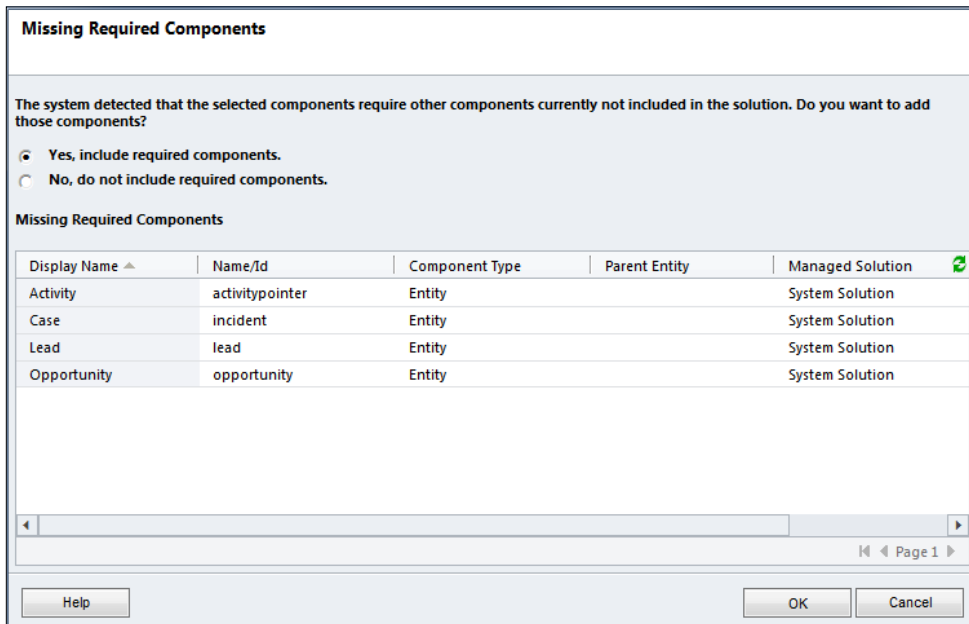 Missing Required Components
The system detected that the selected components require other components currently not included in the solution. Do you want to add
those components?
Yes, include required components.
No, do not include required components.
Missing Required Components
Display Name Name/Id Component Type Parent Entity Managed Solution
Activity activitypointer Entity System Solution
Case incident Entity System Solution
Lead lead Entity System Solution
Opportunity opportunity Entity System Solution
Page 1
Help OK Cancel